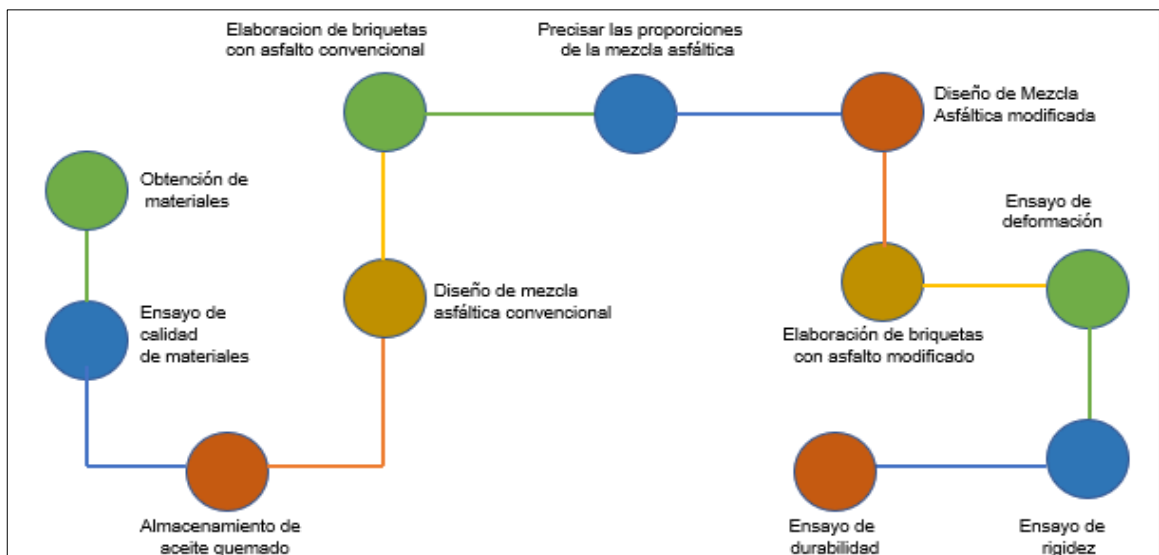 Elaboracion de briquetas
con asfalto convencional
Precisar las proporciones
de la mezcla asfáltica
Diseño de Mezcla
Asfáltica modificada
Obtención de
materiales
Ensayo de
deformación
Ensayo de
calidad
de materiales
Diseño de mezcla
asfáltica convencional
Elaboración de briquetas
con asfalto modificado
Almacenamiento de
aceite quemado
Ensayo de
durabilidad
Ensayo de
rigidez